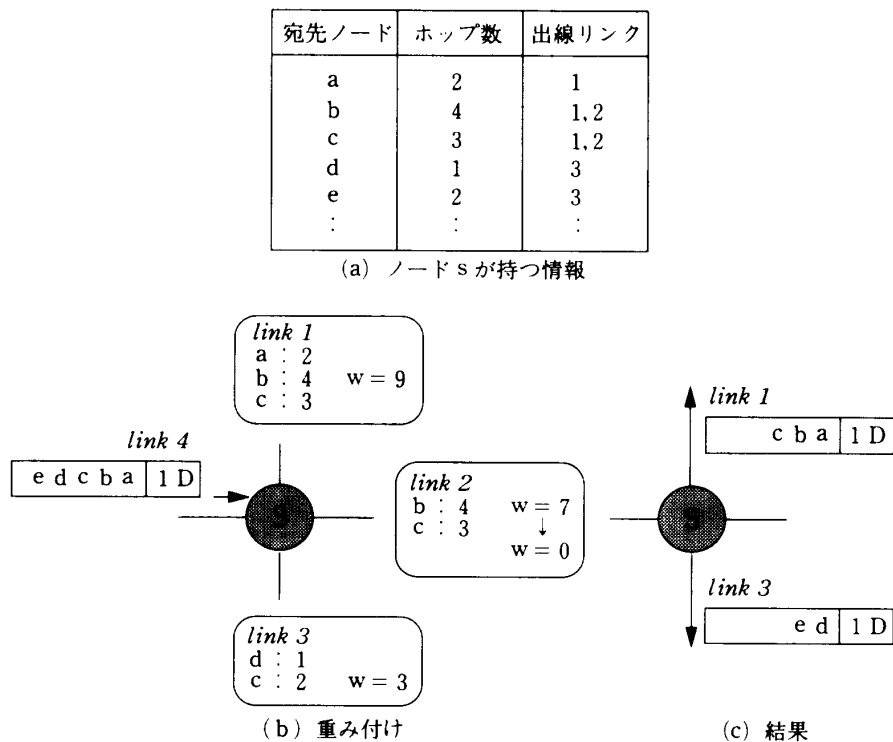 宛先ノード ホップ数 出線リンク
a 2 1
b 4 1,2
c 3 1,2
d 1 3
e 2 3
: : :
(a) ノードsが持つ情報
link 1
a : 2
b : 4 w = 9
c : 3
link 4
e d c b a 1D
S
link 2
b : 4 w = 7
c : 3 ↓
w = 0
link 3
d : 1
c : 2 w = 3
(b) 重み付け
link 1
c b a 1D
S
link 3
e d 1D
(c) 結果